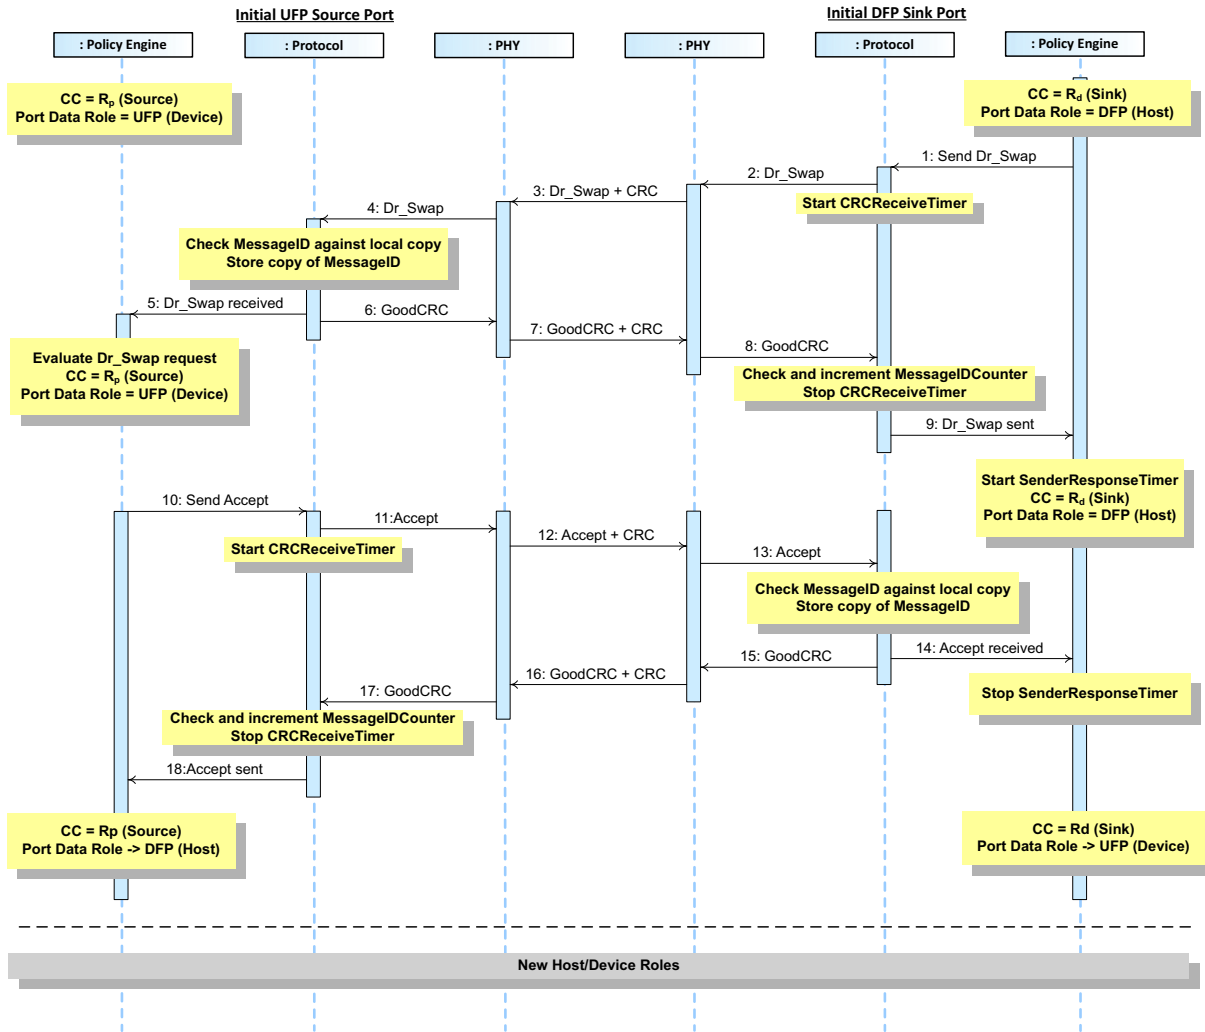 Initial UFP Source Port
Initial DFP Sink Port
: Policy Engine
: Protocol
: PHY
: PHY
: Protocol
: Policy Engine
CC = Rp (Source)
Port Data Role = UFP (Device)
CC = Rd (Sink)
Port Data Role = DFP (Host)
1: Send Dr_Swap
2: Dr_Swap
Start CRCReceiveTimer
3: Dr_Swap + CRC
4: Dr_Swap
Check MessageID against local copy
Store copy of MessageID
5: Dr_Swap received
6: GoodCRC
7: GoodCRC + CRC
8: GoodCRC
Evaluate Dr_Swap request
CC = Rp (Source)
Port Data Role = UFP (Device)
Check and increment MessageIDCounter
Stop CRCReceiveTimer
9: Dr_Swap sent
Start SenderResponseTimer
CC = Rd (Sink)
Port Data Role = DFP (Host)
10: Send Accept
11:Accept
Start CRCReceiveTimer
12: Accept + CRC
13: Accept
Check MessageID against local copy
Store copy of MessageID
14: Accept received
15: GoodCRC
16: GoodCRC + CRC
17: GoodCRC
Stop SenderResponseTimer
Check and increment MessageIDCounter
Stop CRCReceiveTimer
18:Accept sent
CC = Rp (Source)
Port Data Role -> DFP (Host)
CC = Rd (Sink)
Port Data Role -> UFP (Device)
New Host/Device Roles